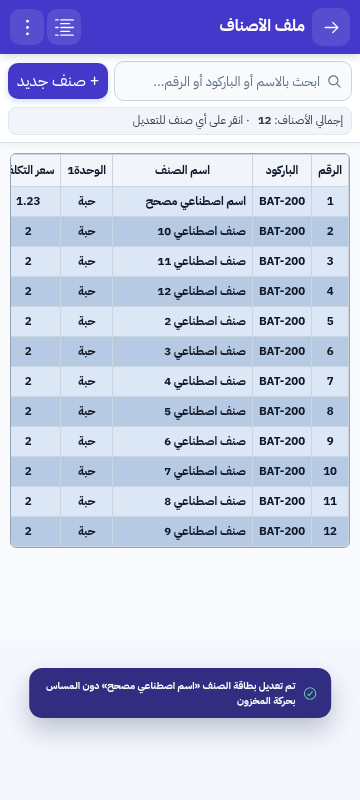 ملف الأصناف
ابحث بالاسم أو الباركود أو الرقم...
+ صنف جديد
إجمالي الأصناف: 12 · انقر على أي صنف للتعديل
الرقم الباركود اسم الصنف الوحدة1 سعر التكلفة
1 BAT-200 اسم اصطناعي مصحح حبة 1.23
2 BAT-200 صنف اصطناعي 10 حبة 2
3 BAT-200 صنف اصطناعي 11 حبة 2
4 BAT-200 صنف اصطناعي 12 حبة 2
5 BAT-200 صنف اصطناعي 2 حبة 2
6 BAT-200 صنف اصطناعي 3 حبة 2
7 BAT-200 صنف اصطناعي 4 حبة 2
8 BAT-200 صنف اصطناعي 5 حبة 2
9 BAT-200 صنف اصطناعي 6 حبة 2
10 BAT-200 صنف اصطناعي 7 حبة 2
11 BAT-200 صنف اصطناعي 8 حبة 2
12 BAT-200 صنف اصطناعي 9 حبة 2
تم تعديل بطاقة الصنف «اسم اصطناعي مصحح» دون المساس
بحركة المخزون